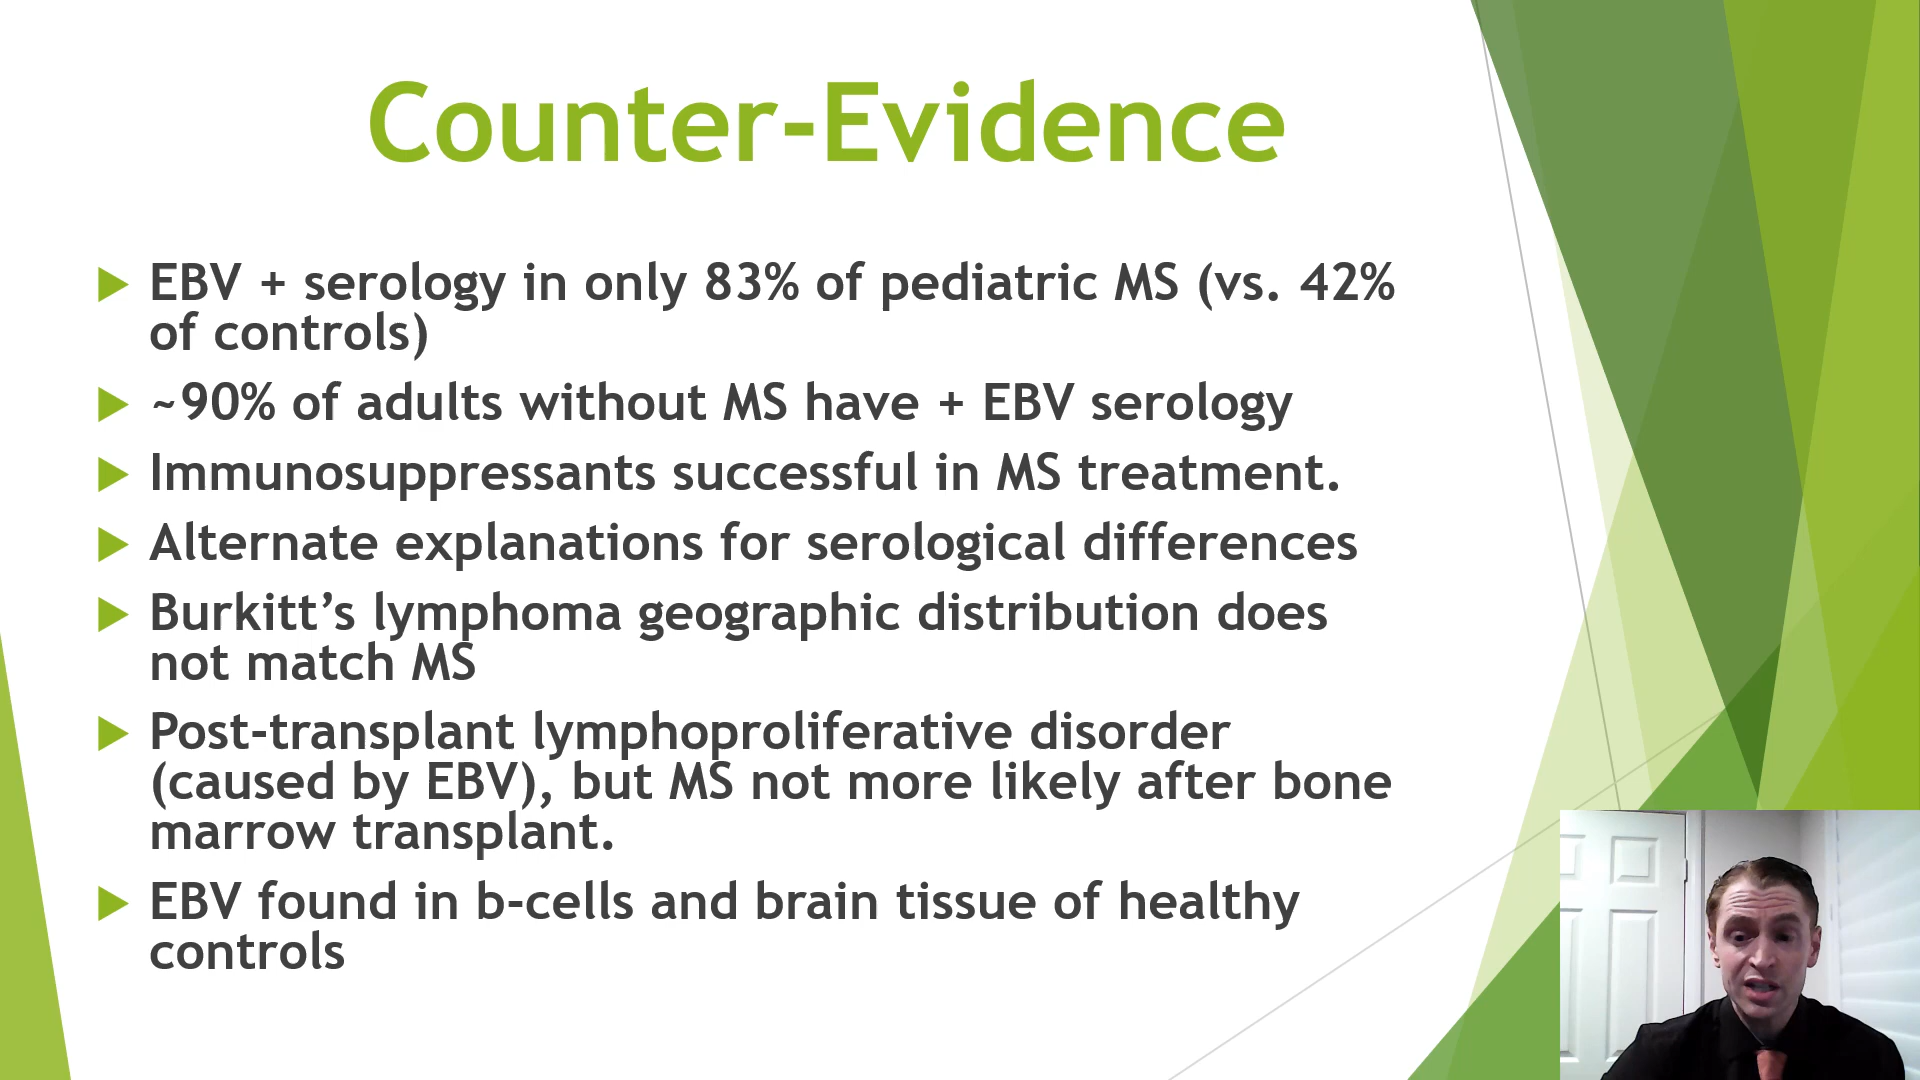 Counter-Evidence
EBV + serology in only 83% of pediatric MS (vs. 42%
of controls)
~90% of adults without MS have + EBV serology
Immunosuppressants successful in MS treatment.
Alternate explanations for serological differences
Burkitt’s lymphoma geographic distribution does
not match MS
Post-transplant lymphoproliferative disorder
(caused by EBV), but MS not more likely after bone
marrow transplant.
EBV found in b-cells and brain tissue of healthy
controls